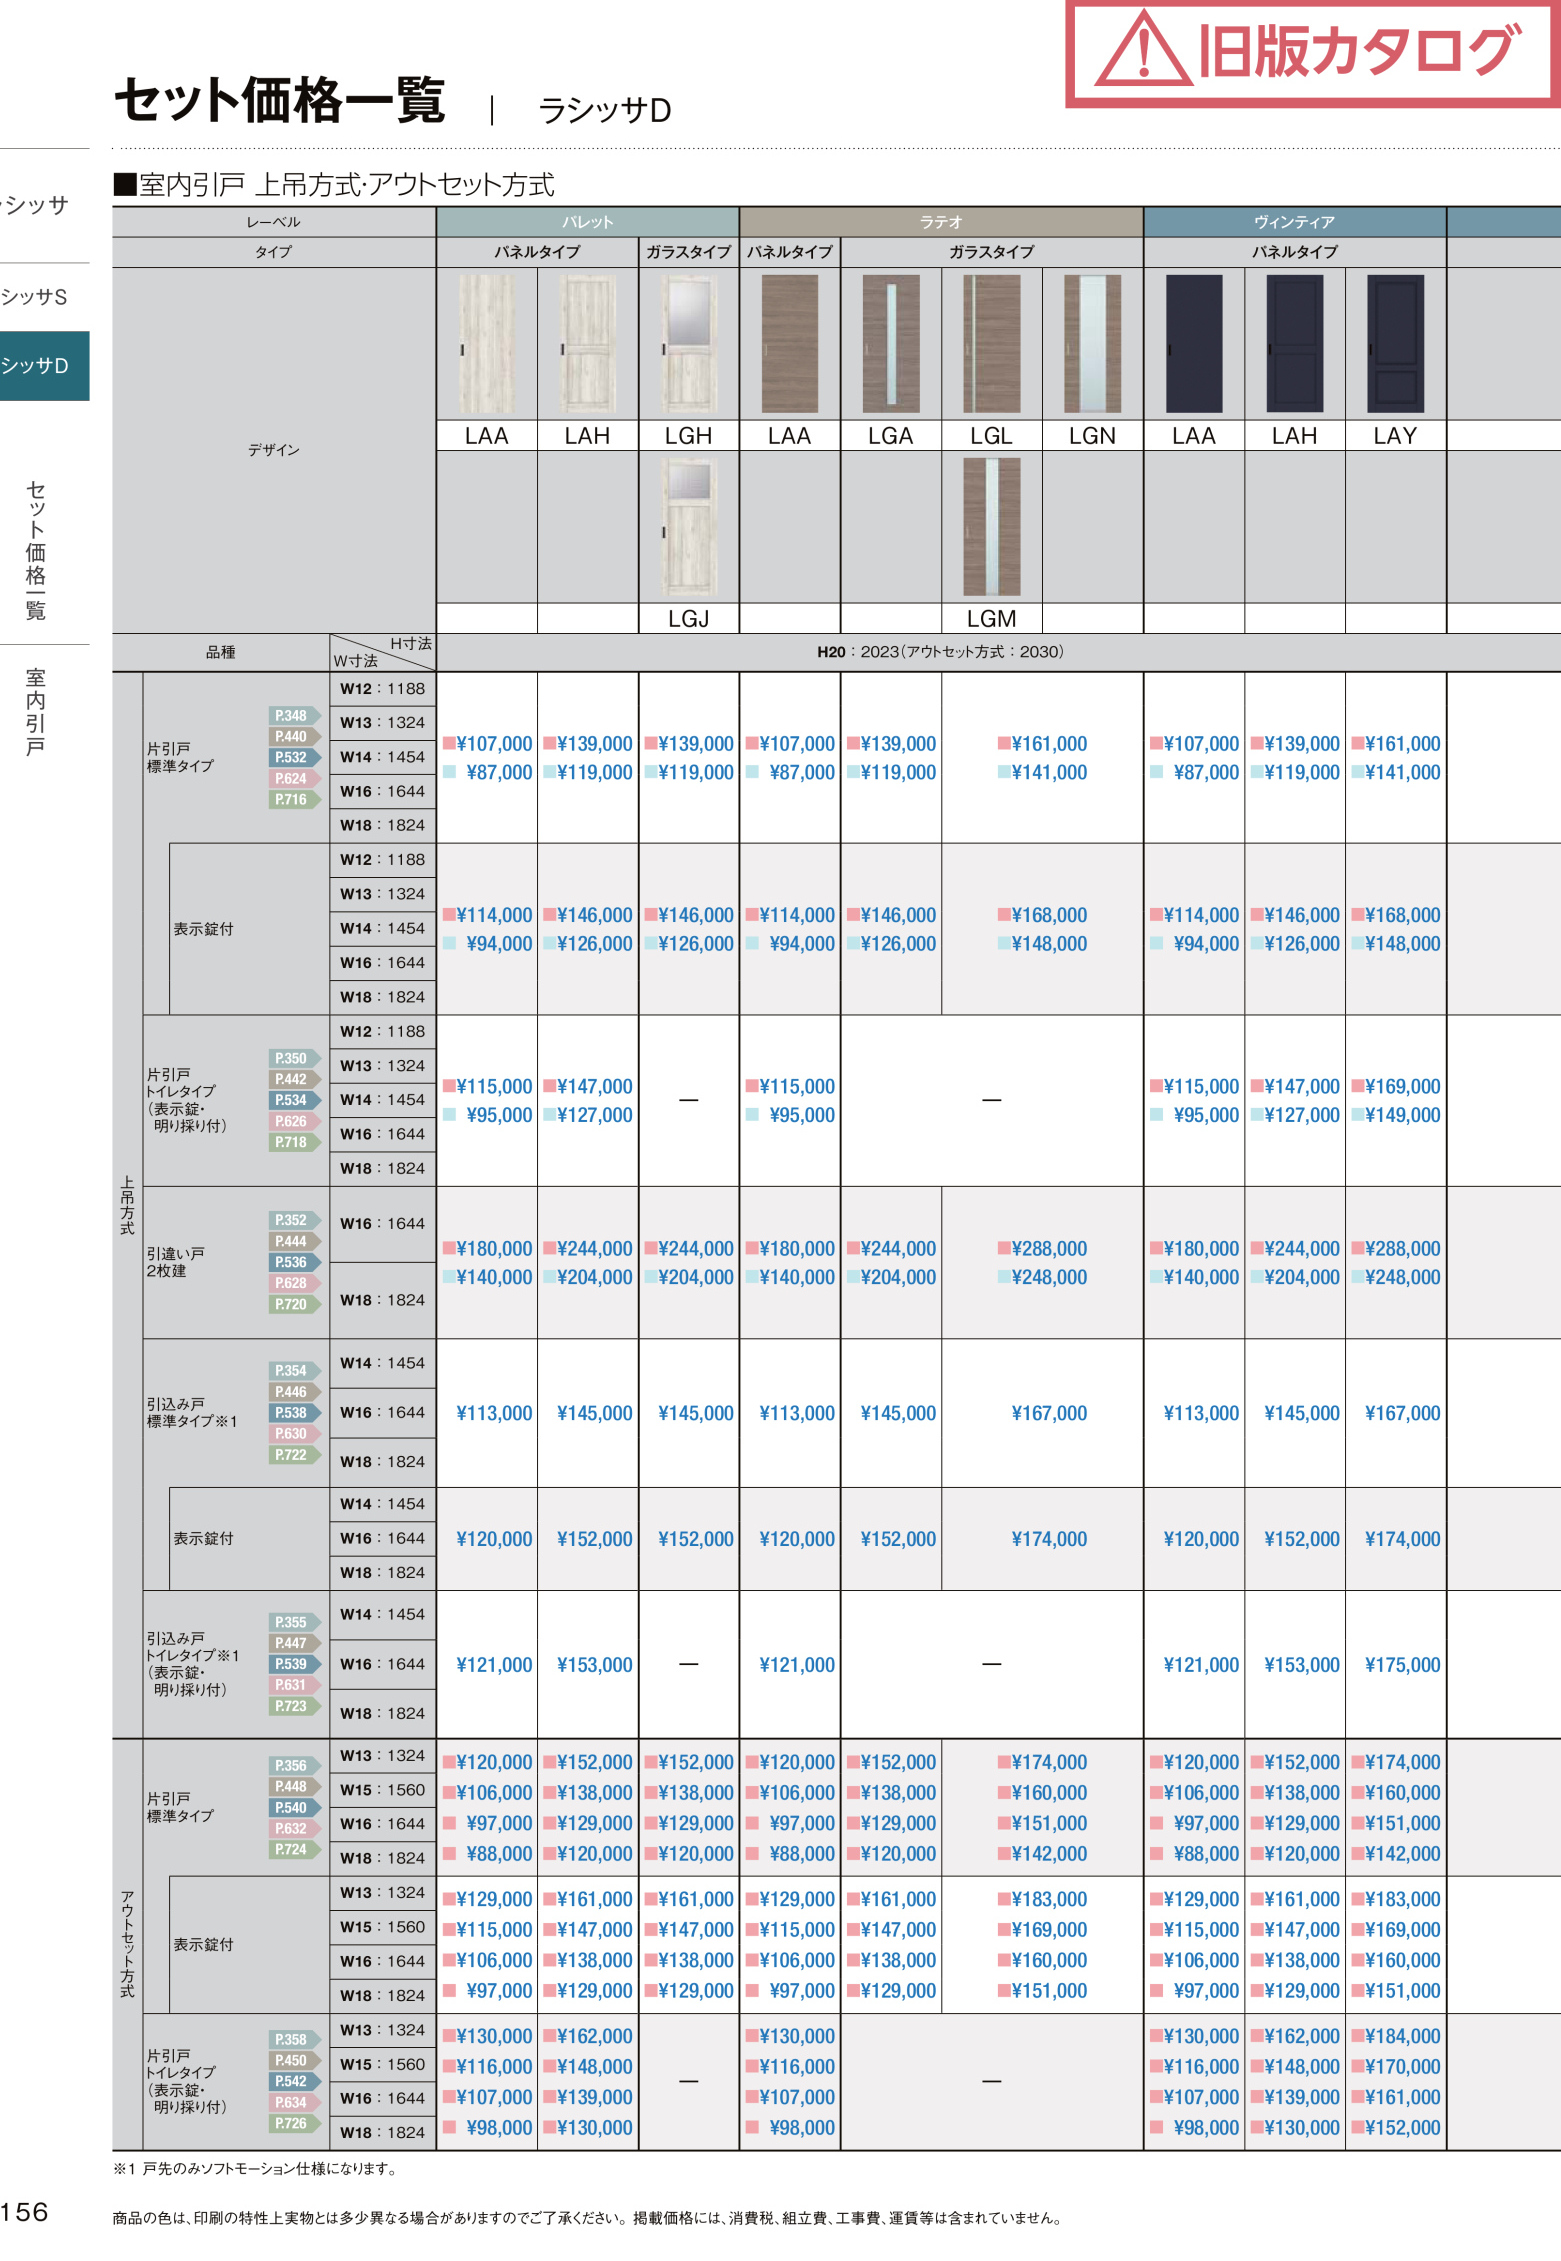 旧版カタログ
セット価格一覧 | ラシッサD
シッサ
シッサS
シッサD
セット価格一覧
室内引戸
■室内引戸 上吊方式・アウトセット方式
レーベル パレット ラテオ ヴィンティア
タイプ パネルタイプ ガラスタイプ パネルタイプ ガラスタイプ パネルタイプ
デザイン
LAA LAH LGH LAA LGA LGL LGN LAA LAH LAY
LGJ LGM
品種 H寸法 W寸法 H20：2023（アウトセット方式：2030）
上吊方式
片引戸 標準タイプ
P.348 P.440 P.532 P.624 P.716
W12：1188
W13：1324
W14：1454
W16：1644
W18：1824
■¥107,000 ■¥139,000 ■¥139,000 ■¥107,000 ■¥139,000 ■¥161,000 ■¥107,000 ■¥139,000 ■¥161,000
■¥87,000 ■¥119,000 ■¥119,000 ■¥87,000 ■¥119,000 ■¥141,000 ■¥87,000 ■¥119,000 ■¥141,000
表示錠付
W12：1188
W13：1324
W14：1454
W16：1644
W18：1824
■¥114,000 ■¥146,000 ■¥146,000 ■¥114,000 ■¥146,000 ■¥168,000 ■¥114,000 ■¥146,000 ■¥168,000
■¥94,000 ■¥126,000 ■¥126,000 ■¥94,000 ■¥126,000 ■¥148,000 ■¥94,000 ■¥126,000 ■¥148,000
片引戸
トイレタイプ
（表示錠・
明り採り付）
P.350 P.442 P.534 P.626 P.718
W12：1188
W13：1324
W14：1454
W16：1644
W18：1824
■¥115,000 ■¥147,000 — ■¥115,000 — ■¥115,000 ■¥147,000 ■¥169,000
■¥95,000 ■¥127,000 ■¥95,000 ■¥95,000 ■¥127,000 ■¥149,000
引違い戸
2枚建
P.352 P.444 P.536 P.628 P.720
W16：1644
W18：1824
■¥180,000 ■¥244,000 ■¥244,000 ■¥180,000 ■¥244,000 ■¥288,000 ■¥180,000 ■¥244,000 ■¥288,000
■¥140,000 ■¥204,000 ■¥204,000 ■¥140,000 ■¥204,000 ■¥248,000 ■¥140,000 ■¥204,000 ■¥248,000
引込み戸
標準タイプ※1
P.354 P.446 P.538 P.630 P.722
W14：1454
W16：1644
W18：1824
¥113,000 ¥145,000 ¥145,000 ¥113,000 ¥145,000 ¥167,000 ¥113,000 ¥145,000 ¥167,000
表示錠付
W14：1454
W16：1644
W18：1824
¥120,000 ¥152,000 ¥152,000 ¥120,000 ¥152,000 ¥174,000 ¥120,000 ¥152,000 ¥174,000
引込み戸
トイレタイプ※1
（表示錠・
明り採り付）
P.355 P.447 P.539 P.631 P.723
W14：1454
W16：1644
W18：1824
¥121,000 ¥153,000 — ¥121,000 — ¥121,000 ¥153,000 ¥175,000
アウトセット方式
片引戸
標準タイプ
P.356 P.448 P.540 P.632 P.724
W13：1324 ■¥120,000 ■¥152,000 ■¥152,000 ■¥120,000 ■¥152,000 ■¥174,000 ■¥120,000 ■¥152,000 ■¥174,000
W15：1560 ■¥106,000 ■¥138,000 ■¥138,000 ■¥106,000 ■¥138,000 ■¥160,000 ■¥106,000 ■¥138,000 ■¥160,000
W16：1644 ■¥97,000 ■¥129,000 ■¥129,000 ■¥97,000 ■¥129,000 ■¥151,000 ■¥97,000 ■¥129,000 ■¥151,000
W18：1824 ■¥88,000 ■¥120,000 ■¥120,000 ■¥88,000 ■¥120,000 ■¥142,000 ■¥88,000 ■¥120,000 ■¥142,000
表示錠付
W13：1324 ■¥129,000 ■¥161,000 ■¥161,000 ■¥129,000 ■¥161,000 ■¥183,000 ■¥129,000 ■¥161,000 ■¥183,000
W15：1560 ■¥115,000 ■¥147,000 ■¥147,000 ■¥115,000 ■¥147,000 ■¥169,000 ■¥115,000 ■¥147,000 ■¥169,000
W16：1644 ■¥106,000 ■¥138,000 ■¥138,000 ■¥106,000 ■¥138,000 ■¥160,000 ■¥106,000 ■¥138,000 ■¥160,000
W18：1824 ■¥97,000 ■¥129,000 ■¥129,000 ■¥97,000 ■¥129,000 ■¥151,000 ■¥97,000 ■¥129,000 ■¥151,000
片引戸
トイレタイプ
（表示錠・
明り採り付）
P.358 P.450 P.542 P.634 P.726
W13：1324 ■¥130,000 ■¥162,000 — ■¥130,000 — ■¥130,000 ■¥162,000 ■¥184,000
W15：1560 ■¥116,000 ■¥148,000 ■¥116,000 ■¥116,000 ■¥148,000 ■¥170,000
W16：1644 ■¥107,000 ■¥139,000 ■¥107,000 ■¥107,000 ■¥139,000 ■¥161,000
W18：1824 ■¥98,000 ■¥130,000 ■¥98,000 ■¥98,000 ■¥130,000 ■¥152,000
※1 戸先のみソフトモーション仕様になります。
156
商品の色は、印刷の特性上実物とは多少異なる場合がありますのでご了承ください。掲載価格には、消費税、組立費、工事費、運賃等は含まれていません。